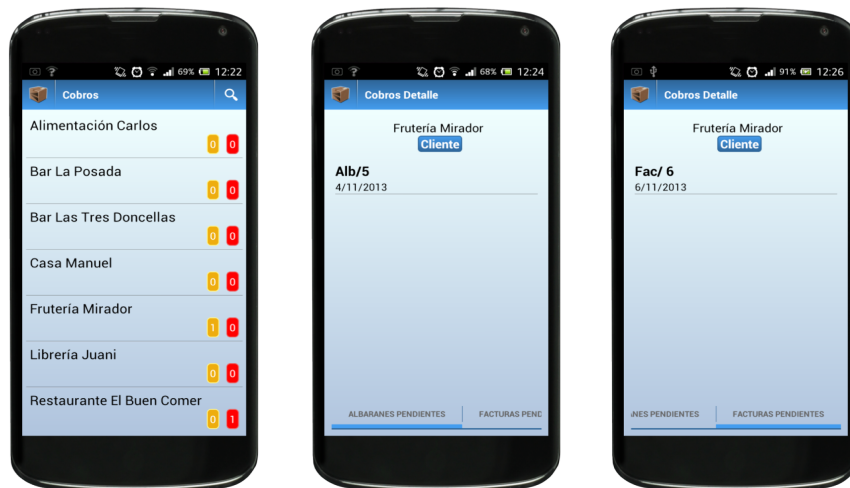 69% 12:22
Cobros
Alimentación Carlos
0 0
Bar La Posada
0 0
Bar Las Tres Doncellas
0 0
Casa Manuel
0 0
Frutería Mirador
1 0
Librería Juani
0 0
Restaurante El Buen Comer
0 1
68% 12:24
Cobros Detalle
Frutería Mirador
Cliente
Alb/5
4/11/2013
ALBARANES PENDIENTES FACTURAS PEND
91% 12:26
Cobros Detalle
Frutería Mirador
Cliente
Fac/ 6
6/11/2013
NES PENDIENTES FACTURAS PENDIENTES